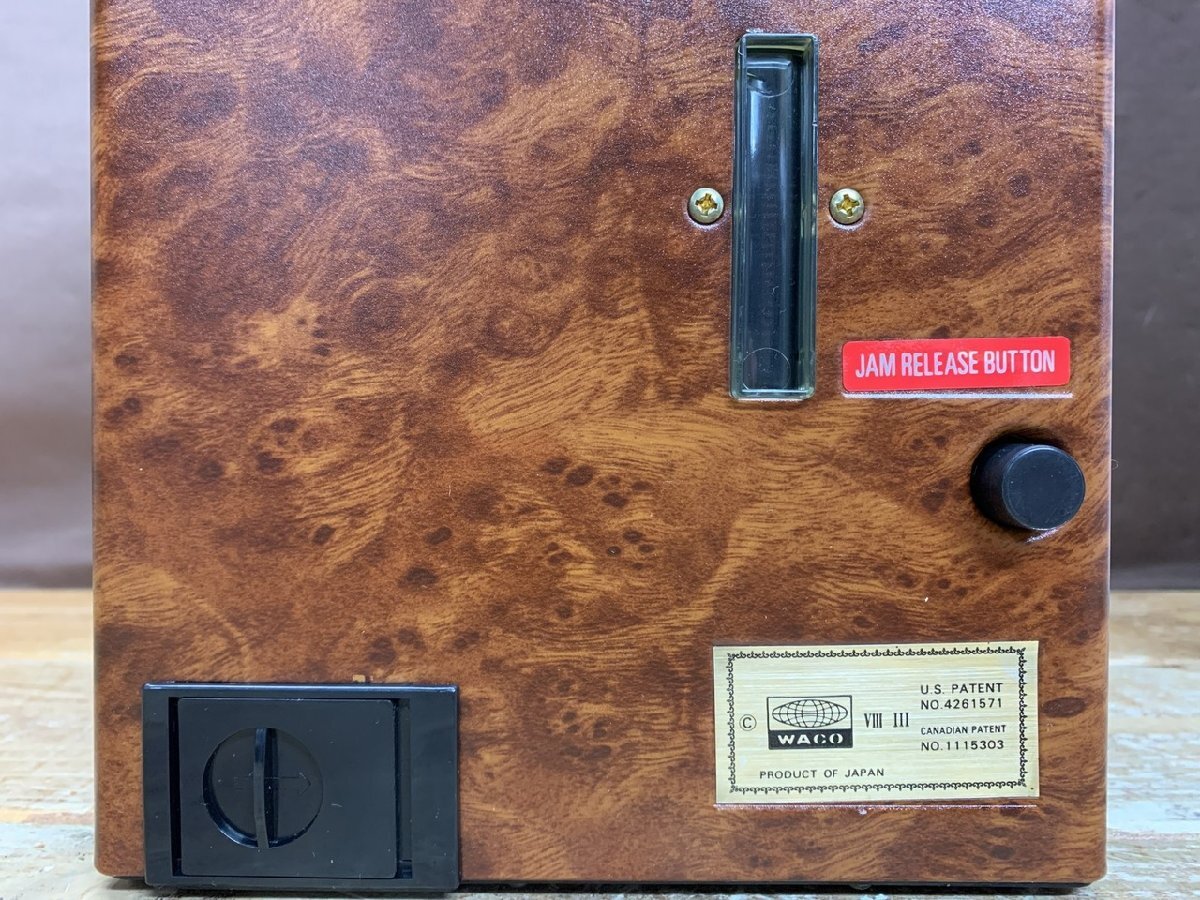 JAM RELEASE BUTTON
U.S. PATENT
NO.4261571
© WACO VIII III
CANADIAN PATENT
NO.1115303
PRODUCT OF JAPAN